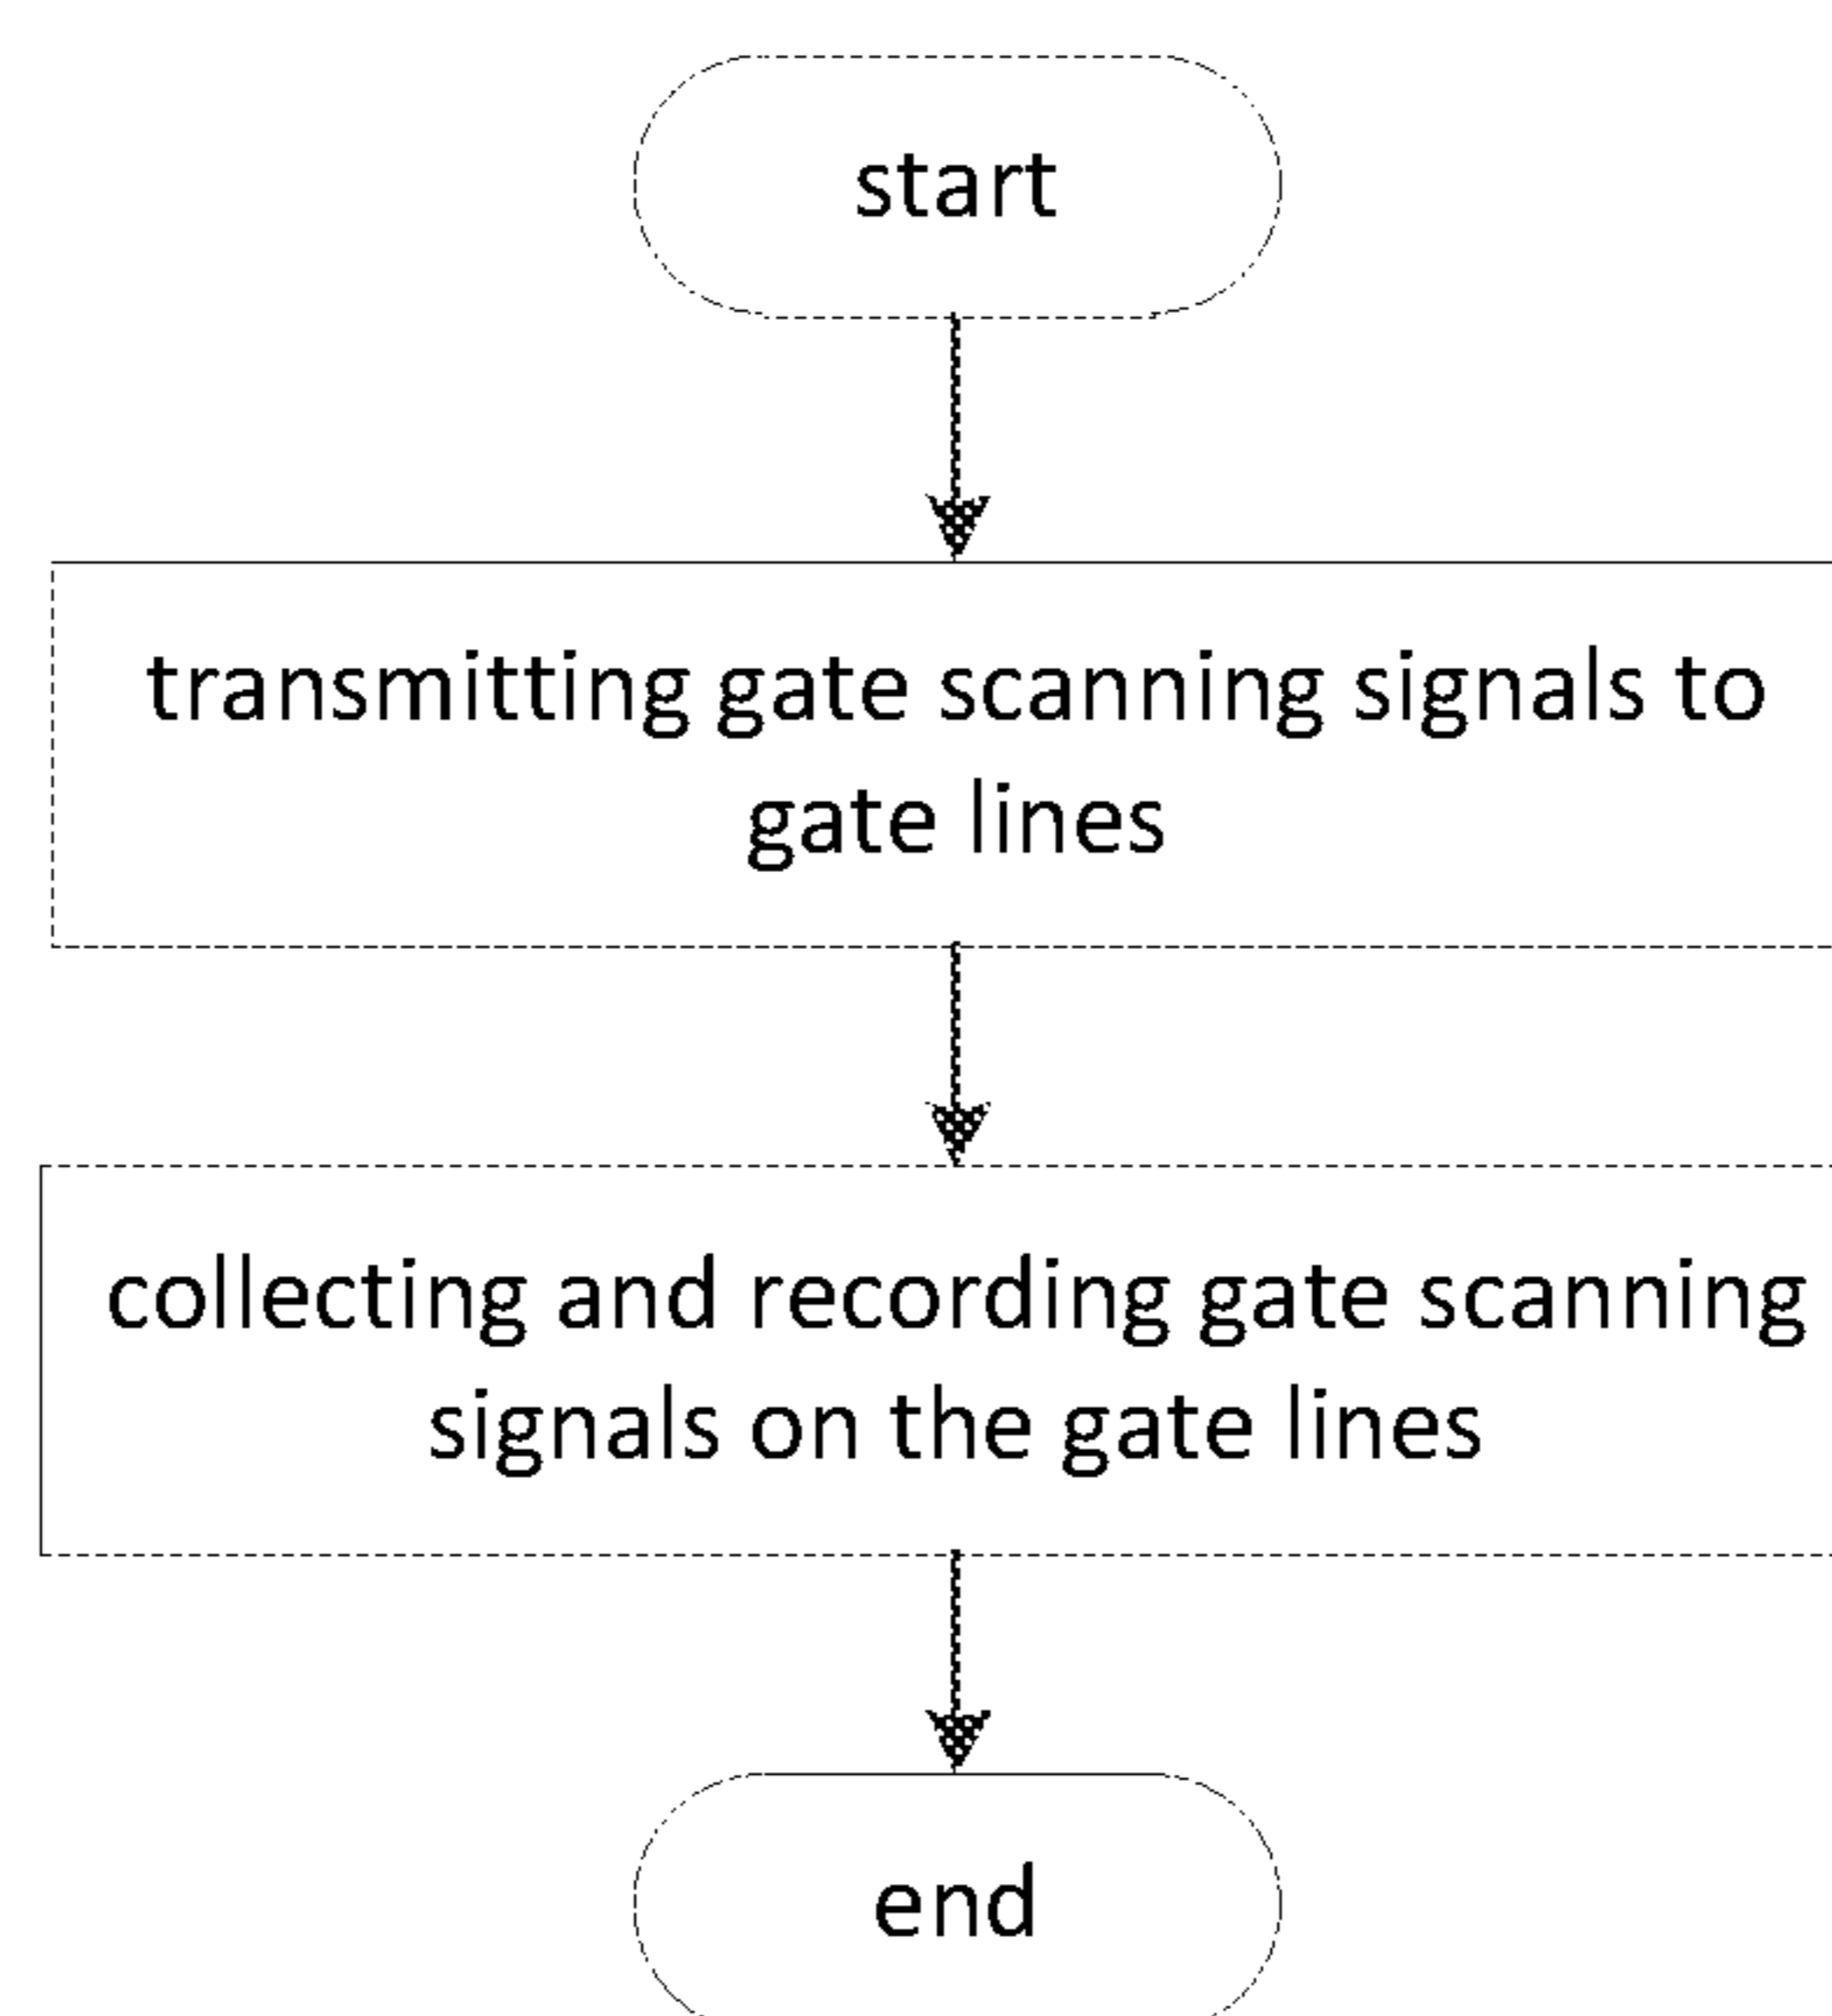 start
transmitting gate scanning signals to
gate lines
collecting and recording gate scanning
signals on the gate lines
end